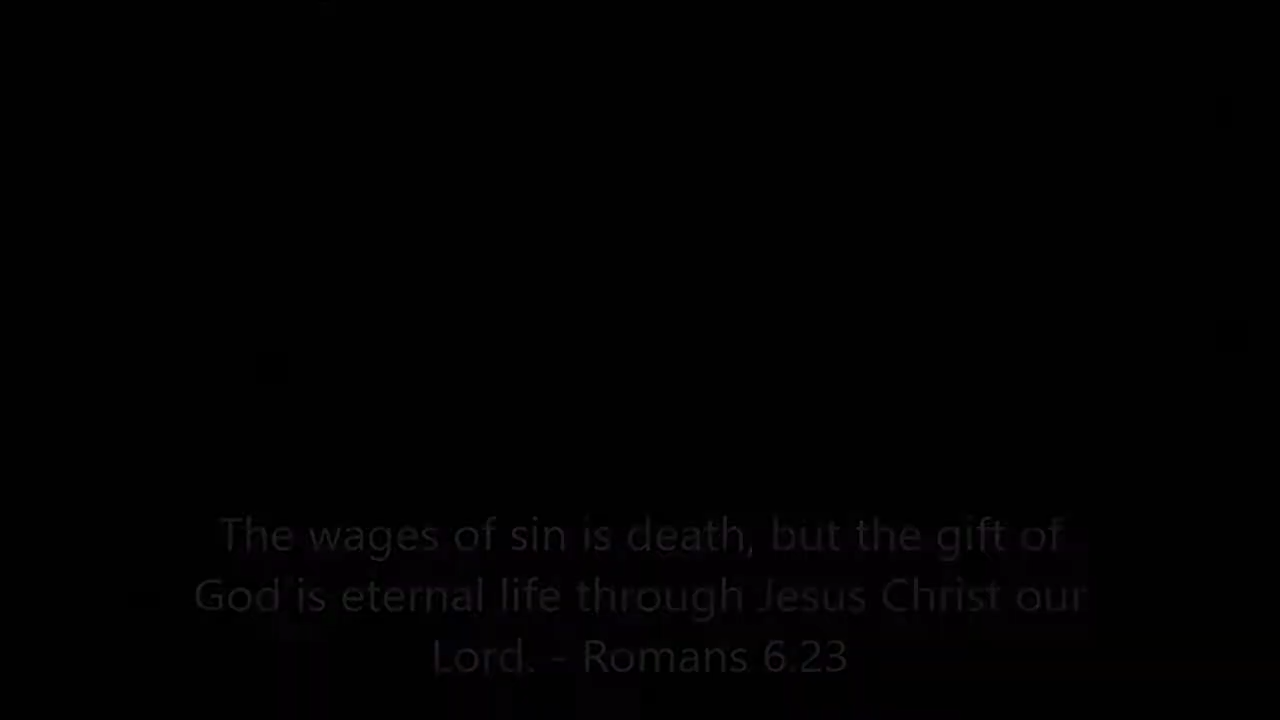 The wages of sin is death, but the gift of
God is eternal life through Jesus Christ our
Lord. - Romans 6.23